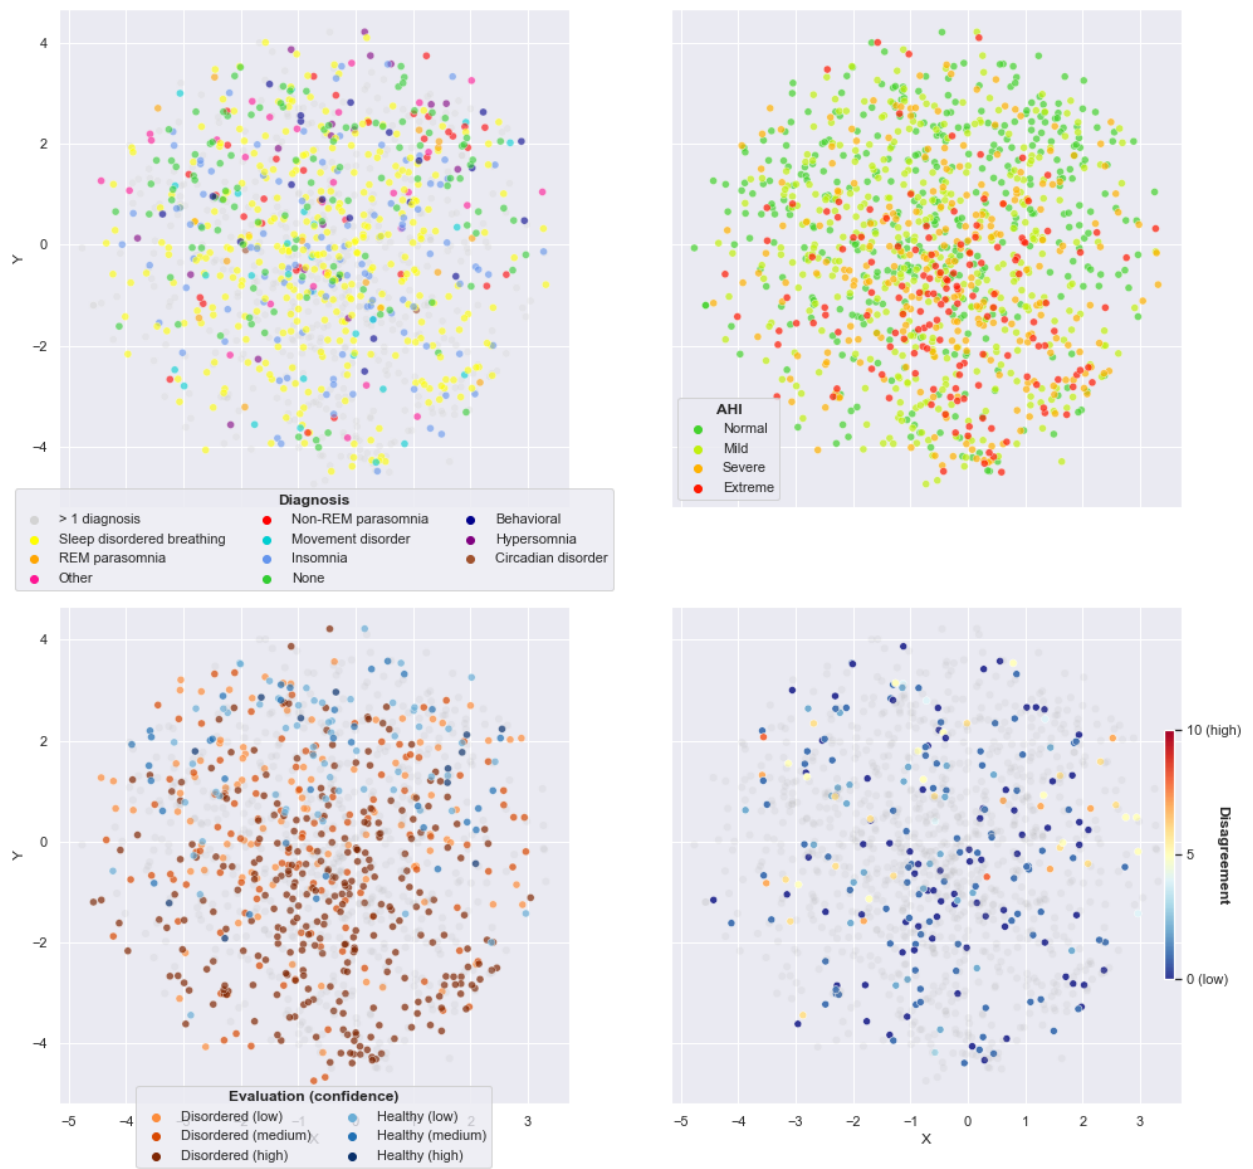 4
2
0
−2
−4
Y
Diagnosis
> 1 diagnosis
Sleep disordered breathing
REM parasomnia
Other
Non-REM parasomnia
Movement disorder
Insomnia
None
Behavioral
Hypersomnia
Circadian disorder
AHI
Normal
Mild
Severe
Extreme
4
2
0
−2
−4
Y
−5
−4
−1
3
X
Evaluation (confidence)
Disordered (low)
Disordered (medium)
Disordered (high)
Healthy (low)
Healthy (medium)
Healthy (high)
10 (high)
5
0 (low)
Disagreement
−5 −4 −3 −2 −1 0 1 2 3
X